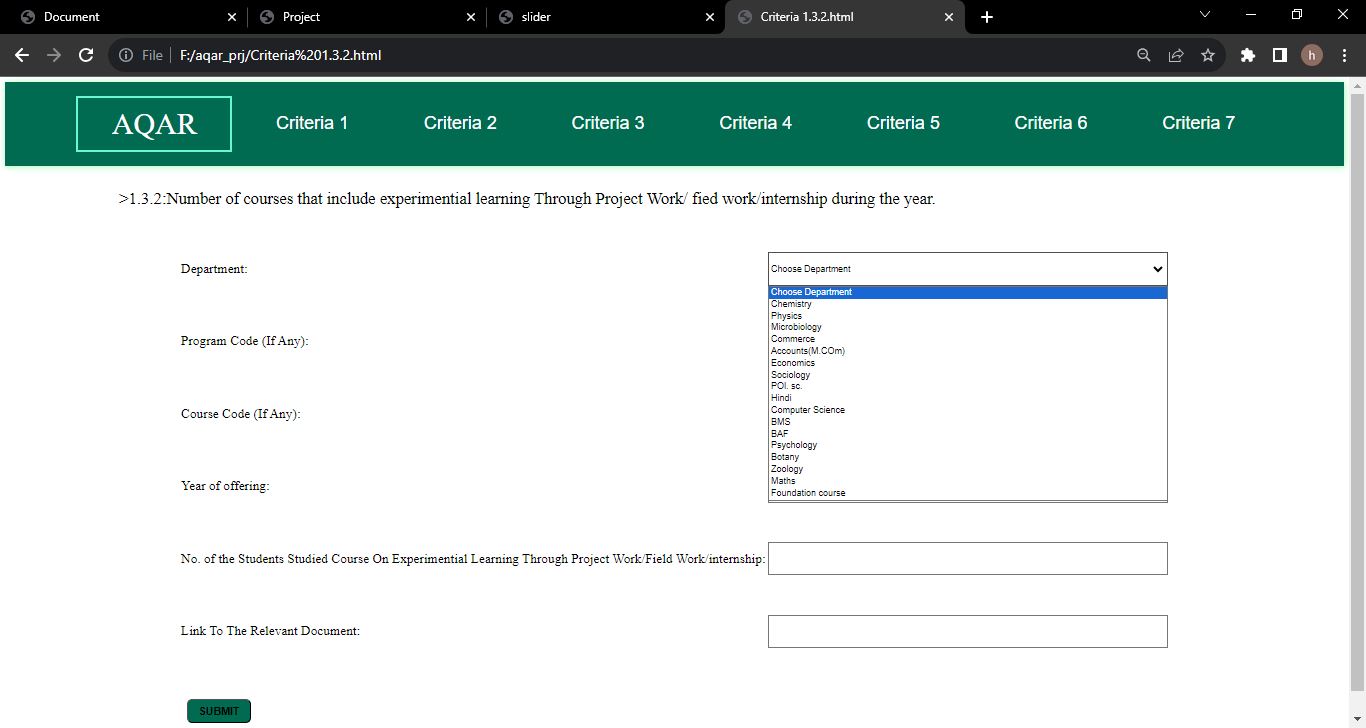 Document
Project
slider
Criteria 1.3.2.html
File
F:/aqar_prj/Criteria%201.3.2.html
h
AQAR
Criteria 1
Criteria 2
Criteria 3
Criteria 4
Criteria 5
Criteria 6
Criteria 7
>1.3.2:Number of courses that include experimential learning Through Project Work/ fied work/internship during the year.
Department:
Choose Department
Choose Department
Chemistry
Physics
Microbiology
Commerce
Accounts(M.COm)
Economics
Sociology
POl. sc.
Hindi
Computer Science
BMS
BAF
Psychology
Botany
Zoology
Maths
Foundation course
Program Code (If Any):
Course Code (If Any):
Year of offering:
No. of the Students Studied Course On Experimential Learning Through Project Work/Field Work/internship:
Link To The Relevant Document:
SUBMIT